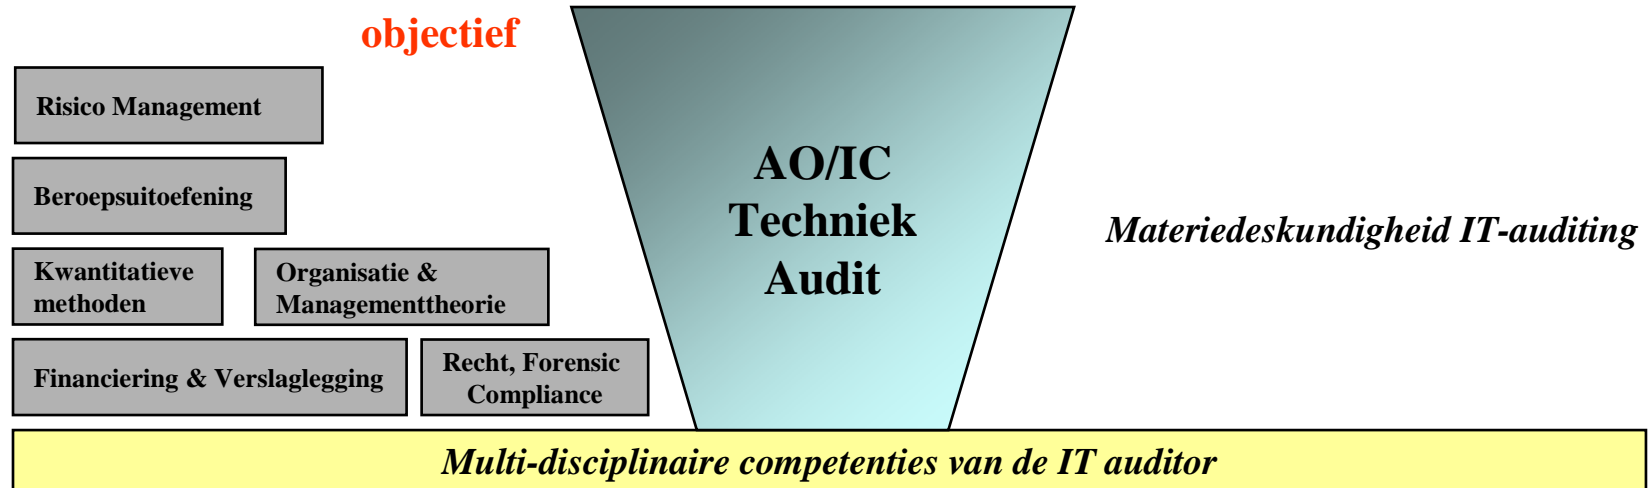 objectief
Risico Management
Beroepsuitoefening
Kwantitatieve
methoden
Organisatie &
Managementtheorie
Financiering & Verslaglegging
Recht, Forensic
Compliance
AO/IC
Techniek
Audit
Materiedeskundigheid IT-auditing
Multi-disciplinaire competenties van de IT auditor